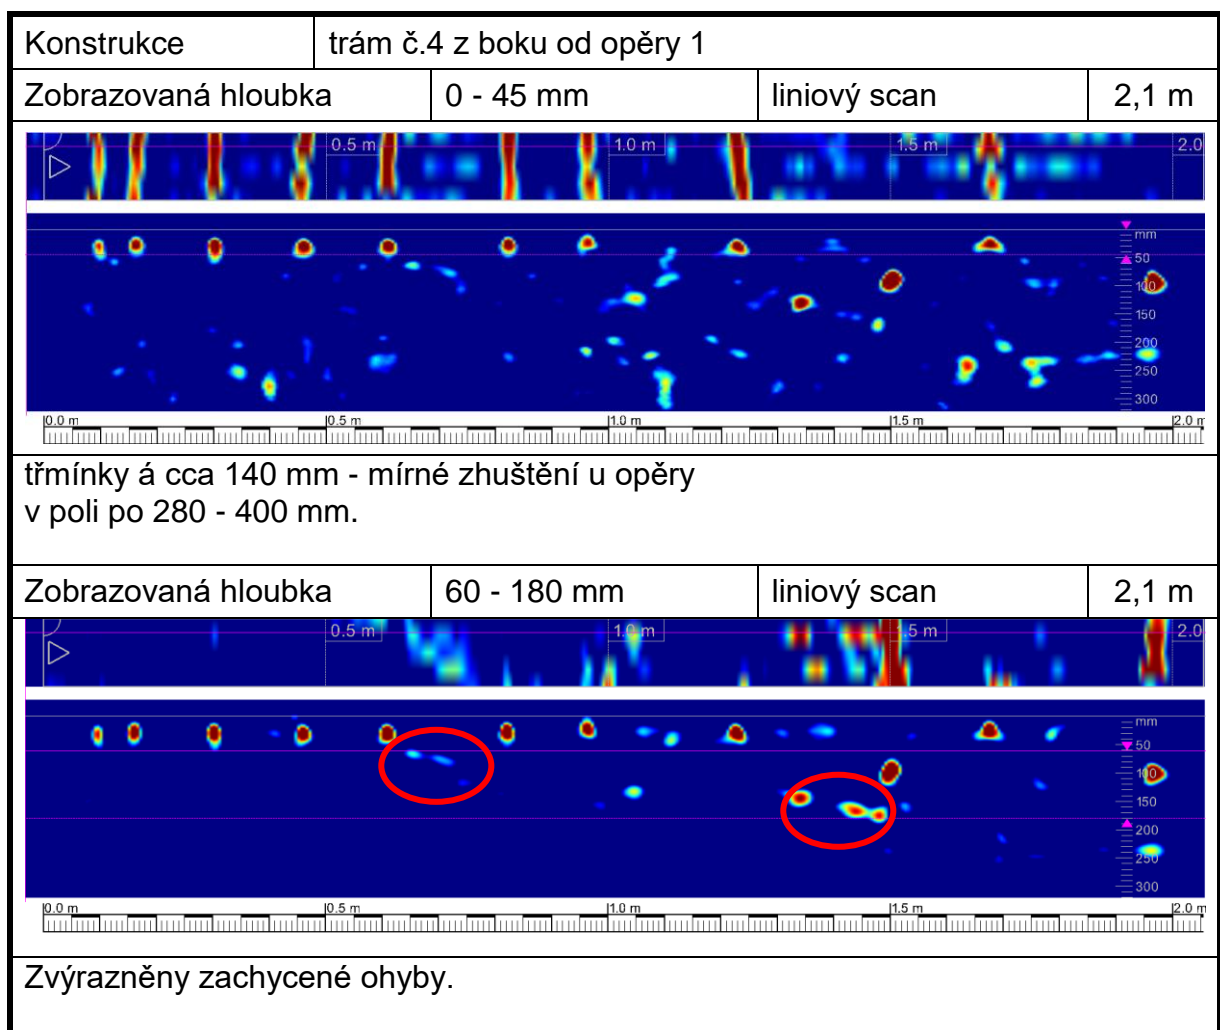 Konstrukce trám č.4 z boku od opěry 1
Zobrazovaná hloubka 0 - 45 mm liniový scan 2,1 m
0.5 m 1.0 m 1.5 m 2.0
mm
50
100
150
200
250
300
0.0 m 0.5 m 1.0 m 1.5 m 2.0 m
třmínky á cca 140 mm - mírné zhuštění u opěry
v poli po 280 - 400 mm.
Zobrazovaná hloubka 60 - 180 mm liniový scan 2,1 m
0.5 m 1.0 m 1.5 m 2.0
mm
50
100
150
200
250
300
0.0 m 0.5 m 1.0 m 1.5 m 2.0 m
Zvýrazněny zachycené ohyby.